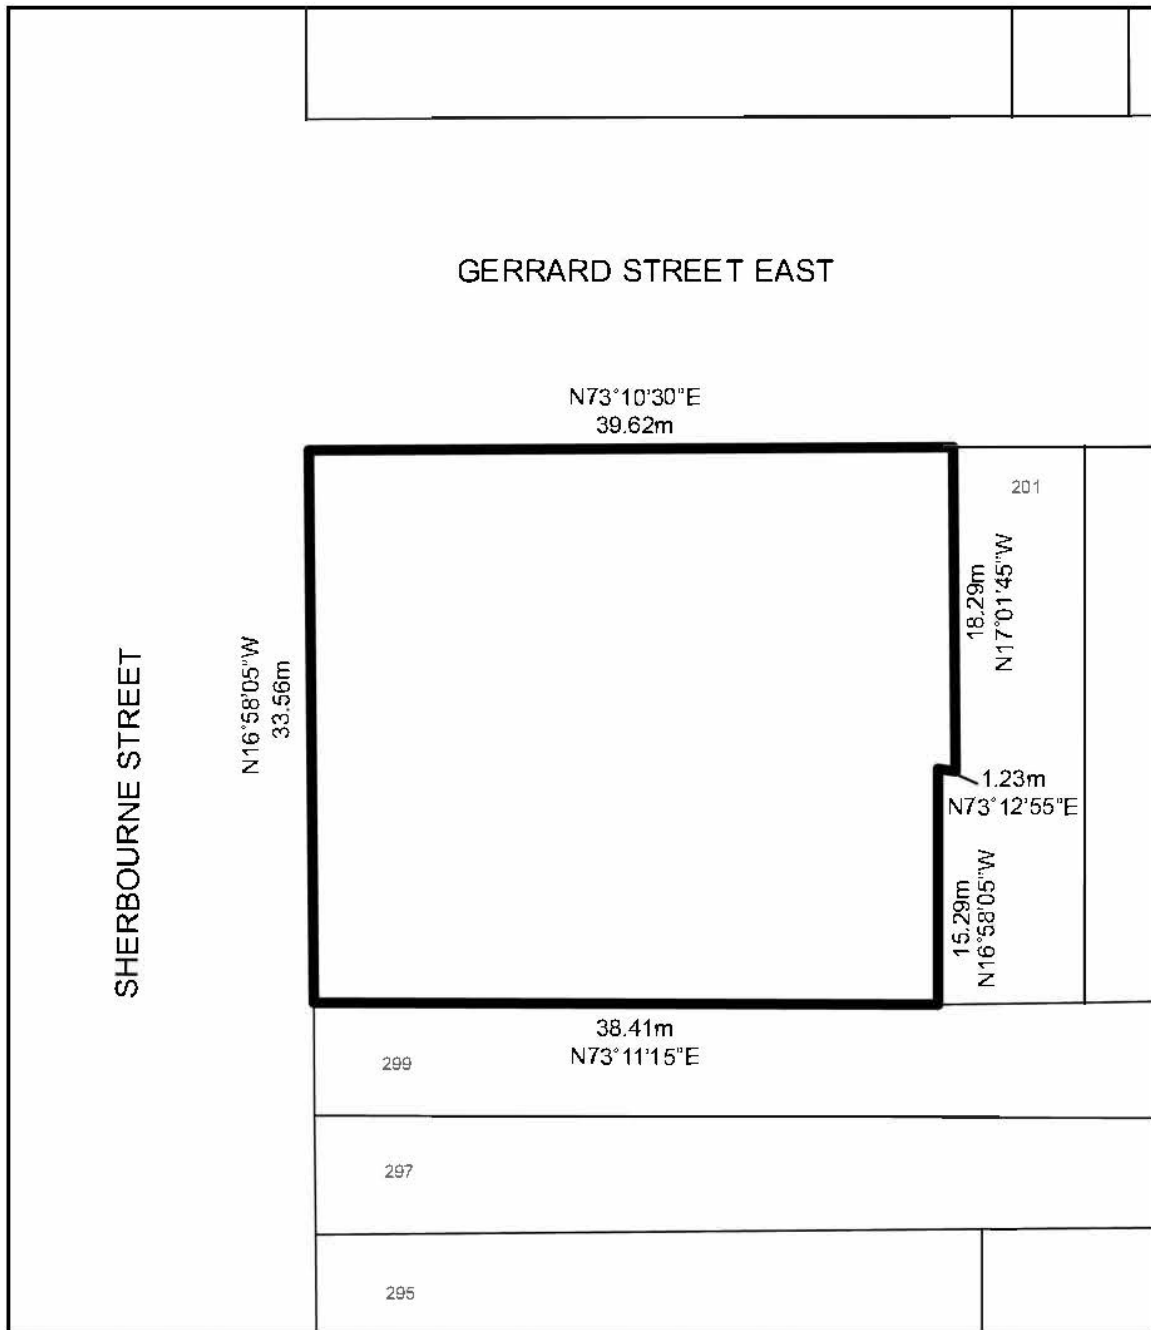 GERRARD STREET EAST
N73°10'30"E
39.62m
201
18.29m
N17°01'45"W
N16°58'05"W
33.56m
SHERBOURNE STREET
1.23m
N73°12'55"E
15.29m
N16°58'05"W
38.41m
N73°11'15"E
299
297
295